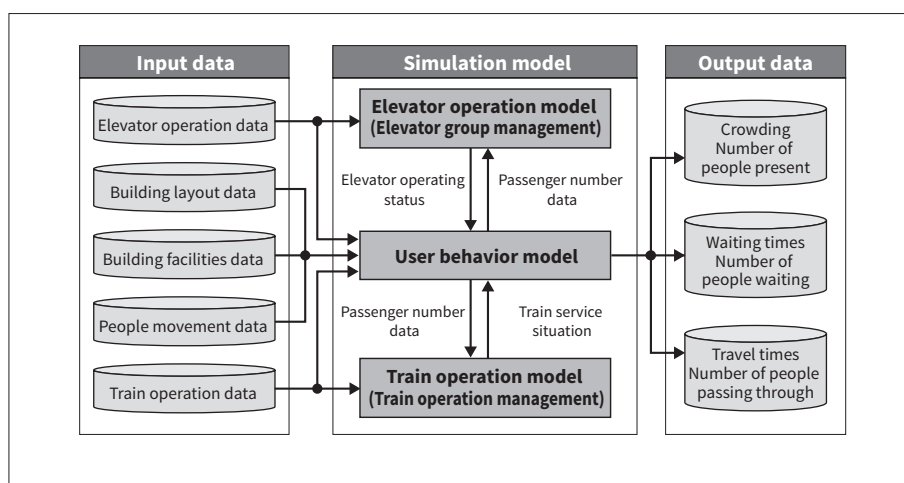 Input data
Simulation model
Output data
Elevator operation data
Building layout data
Building facilities data
People movement data
Train operation data
Elevator operation model
(Elevator group management)
Elevator operating
status
Passenger number
data
User behavior model
Passenger number
data
Train service
situation
Train operation model
(Train operation management)
Crowding
Number of
people present
Waiting times
Number of
people waiting
Travel times
Number of people
passing through